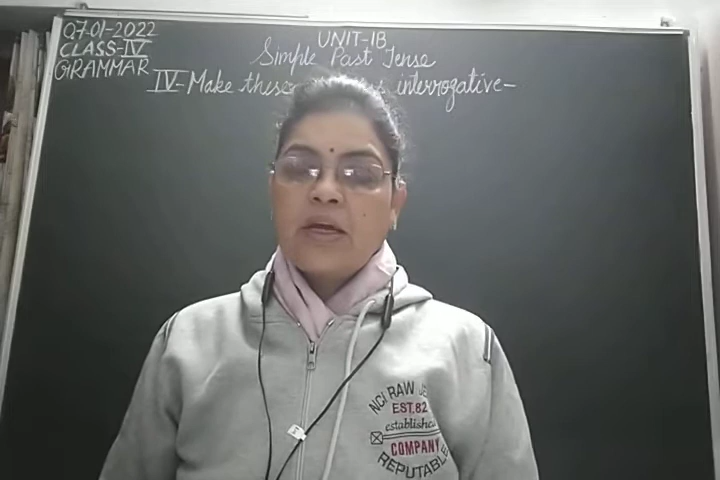 07-01-2022
CLASS-IV
GRAMMAR
UNIT-1B
Simple Past Tense
IV-Make these interrogative-
NCI RAW
EST.82
established
COMPANY
REPUTABLE